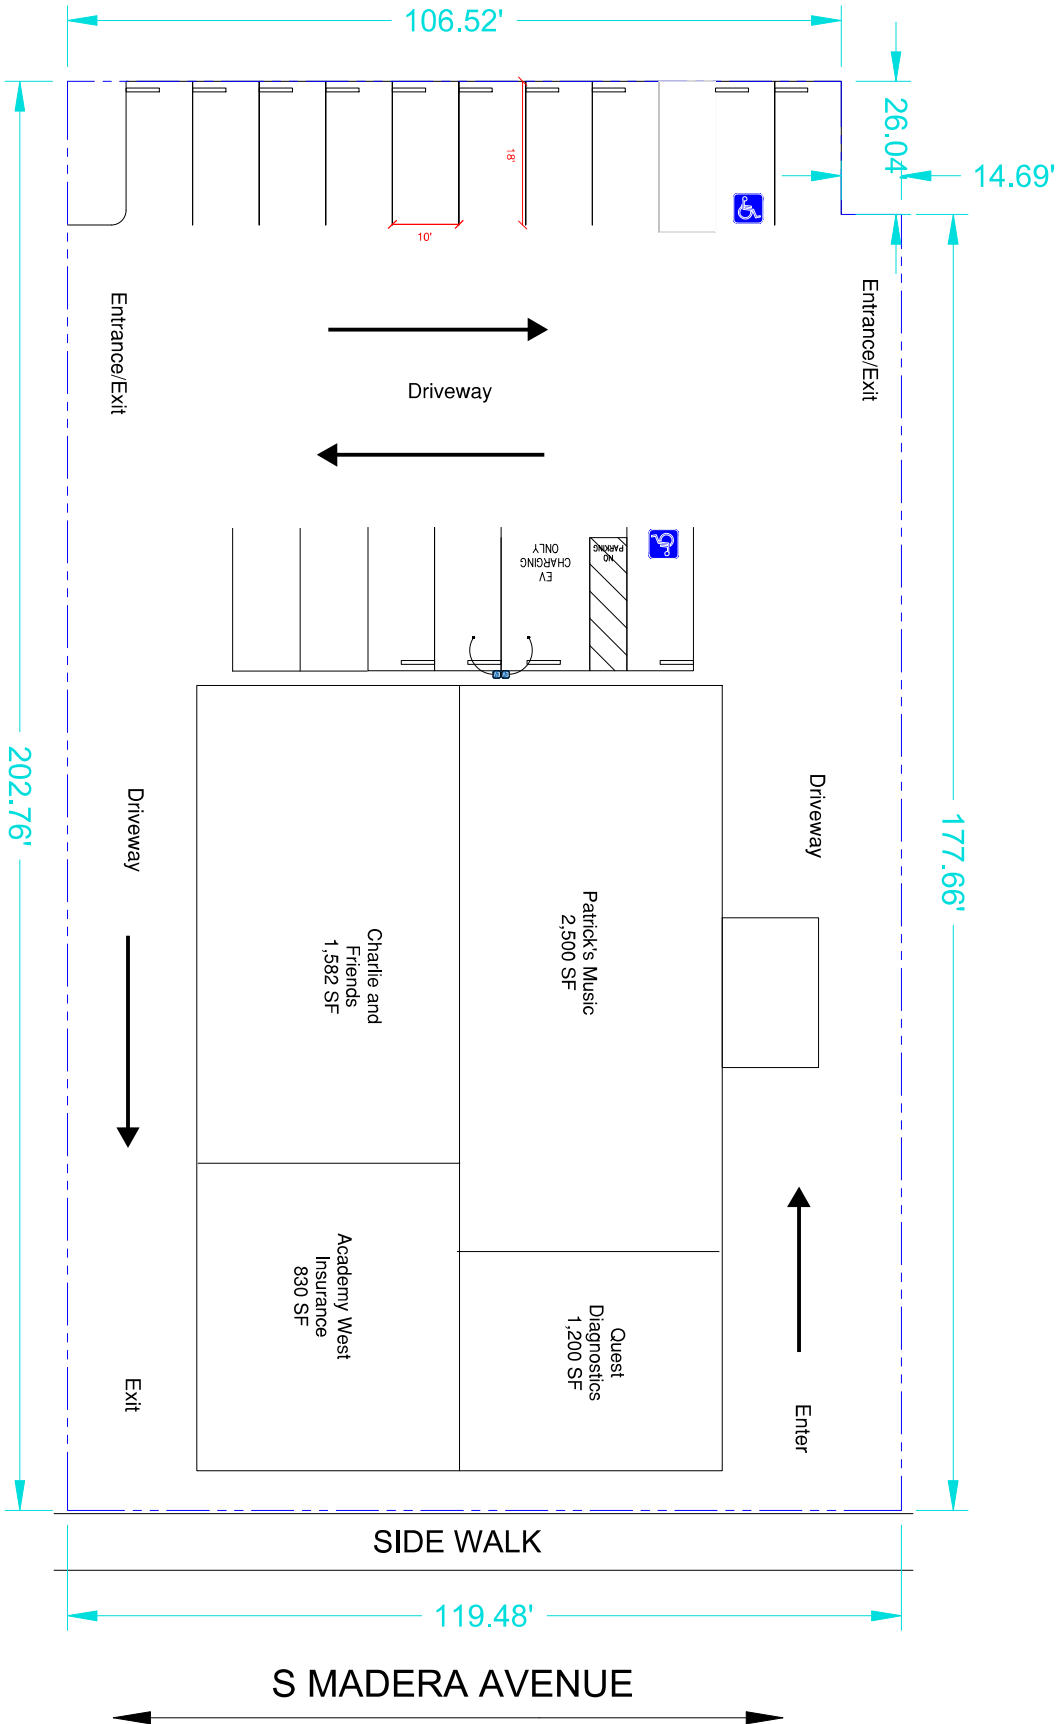 106.52'
26.04
14.69'
18'
10'
Entrance/Exit
Entrance/Exit
Driveway
EV
CHARGING
ONLY
NO
PARKING
202.76'
177.66'
Driveway
Driveway
Charlie and
Friends
1,582 SF
Patrick's Music
2,500 SF
Academy West
Insurance
830 SF
Quest
Diagnostics
1,200 SF
Exit
Enter
SIDE WALK
119.48'
S MADERA AVENUE